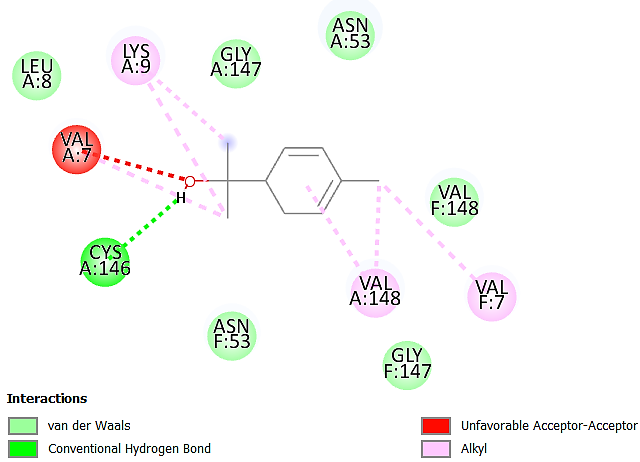 ASN
A:53
LYS
A:9
GLY
A:147
LEU
A:8
VAL
A:7
H
VAL
F:148
CYS
A:146
VAL
A:148
VAL
F:7
ASN
F:53
GLY
F:147
Interactions
van der Waals
Conventional Hydrogen Bond
Unfavorable Acceptor-Acceptor
Alkyl